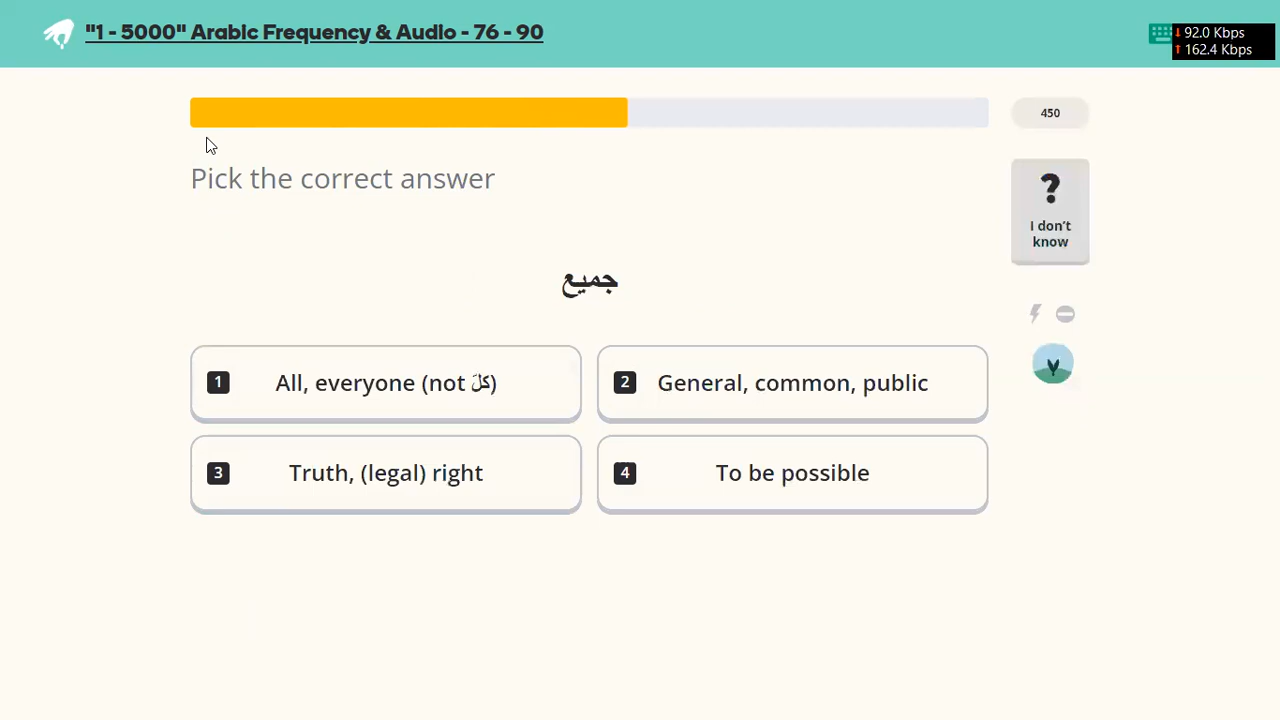 "1 - 5000" Arabic Frequency & Audio - 76 - 90
↓ 92.0 Kbps
↑ 162.4 Kbps
450
Pick the correct answer
?
I don't
know
جميع
1 All, everyone (not كلّ)
2 General, common, public
3 Truth, (legal) right
4 To be possible